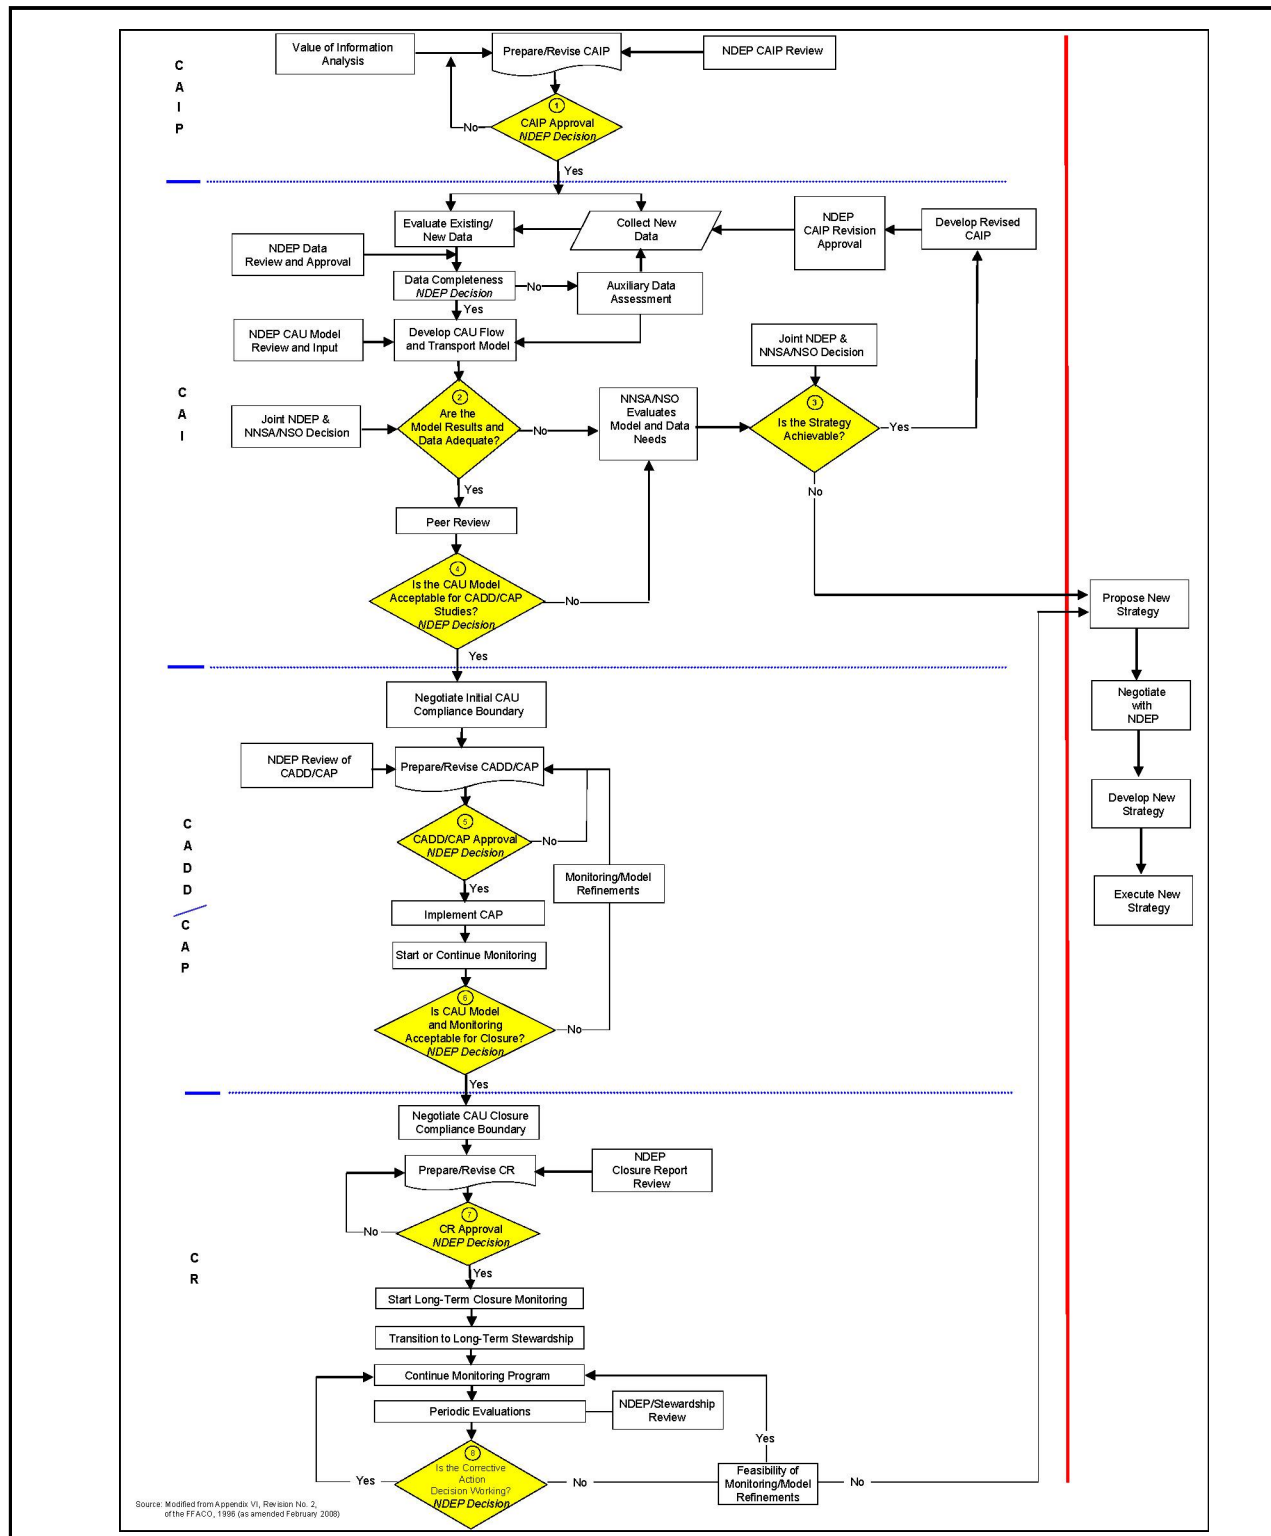 Value of Information
Analysis
Prepare/Revise CAIP
NDEP CAIP Review
C
A
I
P
1
CAIP Approval
NDEP Decision
No
Yes
Evaluate Existing/
New Data
Collect New
Data
NDEP
CAIP Revision
Approval
Develop Revised
CAIP
NDEP Data
Review and Approval
Data Completeness
NDEP Decision
No
Auxiliary Data
Assessment
Yes
NDEP CAU Model
Review and Input
Develop CAU Flow
and Transport Model
Joint NDEP &
NNSA/NSO Decision
C
A
I
Joint NDEP &
NNSA/NSO Decision
2
Are the
Model Results and
Data Adequate?
No
NNSA/NSO
Evaluates
Model and Data
Needs
3
Is the Strategy
Achievable?
Yes
Yes
No
Peer Review
4
Is the CAU Model
Acceptable for CADD/CAP
Studies?
NDEP Decision
No
Yes
Propose New
Strategy
Negotiate
with
NDEP
Develop New
Strategy
Execute New
Strategy
Negotiate Initial CAU
Compliance Boundary
NDEP Review of
CADD/CAP
Prepare/Revise CADD/CAP
C
A
D
D
/
C
A
P
5
CADD/CAP Approval
NDEP Decision
No
Monitoring/Model
Refinements
Yes
Implement CAP
Start or Continue Monitoring
6
Is CAU Model
and Monitoring
Acceptable for Closure?
NDEP Decision
No
Yes
Negotiate CAU Closure
Compliance Boundary
Prepare/Revise CR
NDEP
Closure Report
Review
7
CR Approval
NDEP Decision
No
Yes
C
R
Start Long-Term Closure Monitoring
Transition to Long-Term Stewardship
Continue Monitoring Program
Periodic Evaluations
NDEP/Stewardship
Review
Yes
8
Is the Corrective
Action
Decision Working?
NDEP Decision
Yes
No
Feasibility of
Monitoring/Model
Refinements
No
Source: Modified from Appendix VI, Revision No. 2,
of the FFACO, 1996 (as amended February 2008)